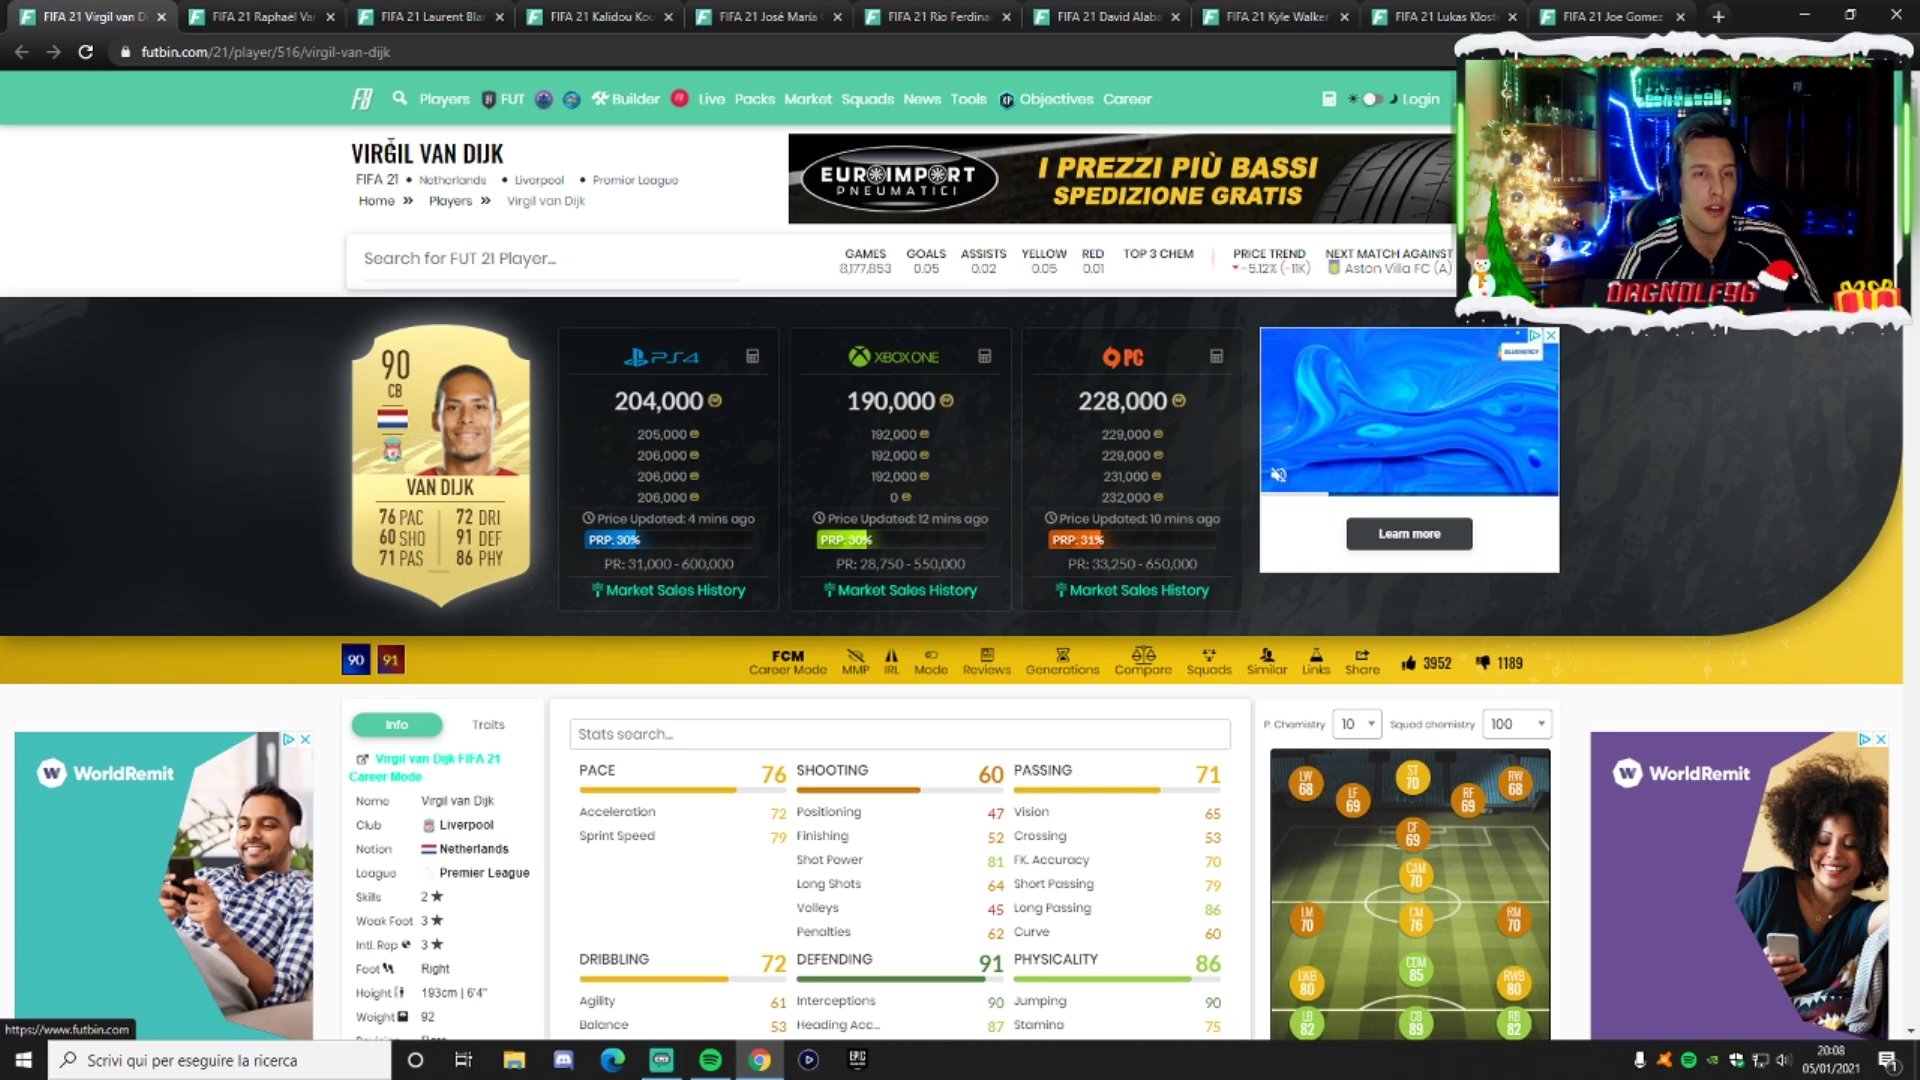 FIFA 21 Virgil van D
FIFA 21 Raphaël Var
FIFA 21 Laurent Blan
FIFA 21 Kalidou Kou
FIFA 21 José María
FIFA 21 Rio Ferdina
FIFA 21 David Alaba
FIFA 21 Kyle Walker
FIFA 21 Lukas Klost
FIFA 21 Joe Gomez
futbin.com/21/player/516/virgil-van-dijk
Players FUT Builder Live Packs Market Squads News Tools Objectives Career Login
VIRGIL VAN DIJK
FIFA 21 • Netherlands • Liverpool • Premier League
Home » Players » Virgil van Dijk
EUROIMPORT
PNEUMATICI
I PREZZI PIÙ BASSI
SPEDIZIONE GRATIS
DAGNOLF96
Search for FUT 21 Player...
GAMES GOALS ASSISTS YELLOW RED TOP 3 CHEM PRICE TREND NEXT MATCH AGAINST
8,177,853 0.05 0.02 0.05 0.01 -5.12% (-11K) Aston Villa FC (A)
90
CB
VAN DIJK
76 PAC 72 DRI
60 SHO 91 DEF
71 PAS 86 PHY
PS4
204,000
205,000
206,000
206,000
206,000
Price Updated: 4 mins ago
PRP: 30%
PR: 31,000 - 600,000
Market Sales History
XBOX ONE
190,000
192,000
192,000
192,000
0
Price Updated: 12 mins ago
PRP: 30%
PR: 28,750 - 550,000
Market Sales History
PC
228,000
229,000
229,000
231,000
232,000
Price Updated: 10 mins ago
PRP: 31%
PR: 33,250 - 650,000
Market Sales History
Learn more
90 91
FCM
Career Mode MMP IRL Mode Reviews Generations Compare Squads Similar Links Share 3952 1189
WorldRemit
Info Traits
Virgil van Dijk FIFA 21
Career Mode
Name Virgil van Dijk
Club Liverpool
Nation Netherlands
League Premier League
Skills 2 ★
Weak Foot 3 ★
Intl. Rep 3 ★
Foot Right
Height 193cm | 6'4"
Weight 92
Stats search...
PACE 76
Acceleration 72
Sprint Speed 79
SHOOTING 60
Positioning 47
Finishing 52
Shot Power 81
Long Shots 64
Volleys 45
Penalties 62
PASSING 71
Vision 65
Crossing 53
FK. Accuracy 70
Short Passing 79
Long Passing 86
Curve 60
DRIBBLING 72
Agility 61
Balance 53
DEFENDING 91
Interceptions 90
Heading Acc... 87
PHYSICALITY 86
Jumping 90
Stamina 75
P. Chemistry 10 Squad chemistry 100
LW 68
LF 69
ST 70
RF 69
RW 68
CF 69
CAM 70
LM 70
CM 76
RM 70
CDM 85
LWB 80
RWB 80
LB 82
CB 89
RB 82
WorldRemit
https://www.futbin.com
Scrivi qui per eseguire la ricerca
EPIC
20:08
05/01/2021
1